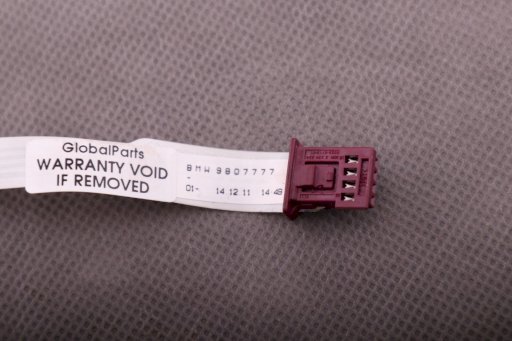 GlobalParts
WARRANTY VOID
IF REMOVED
BMW 9807777
-
01- 14 12 11 14 48